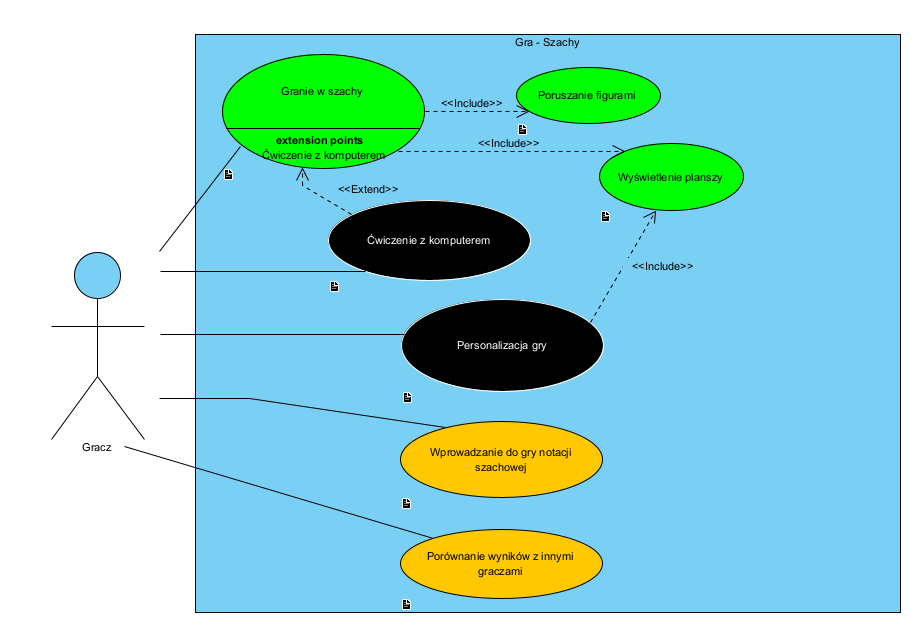 Gra - Szachy
Granie w szachy
extension points
Ćwiczenie z komputerem
<<Include>>
Poruszanie figurami
<<Include>>
Wyświetlenie planszy
<<Extend>>
Ćwiczenie z komputerem
<<Include>>
Personalizacja gry
Gracz
Wprowadzanie do gry notacji
szachowej
Porównanie wyników z innymi
graczami